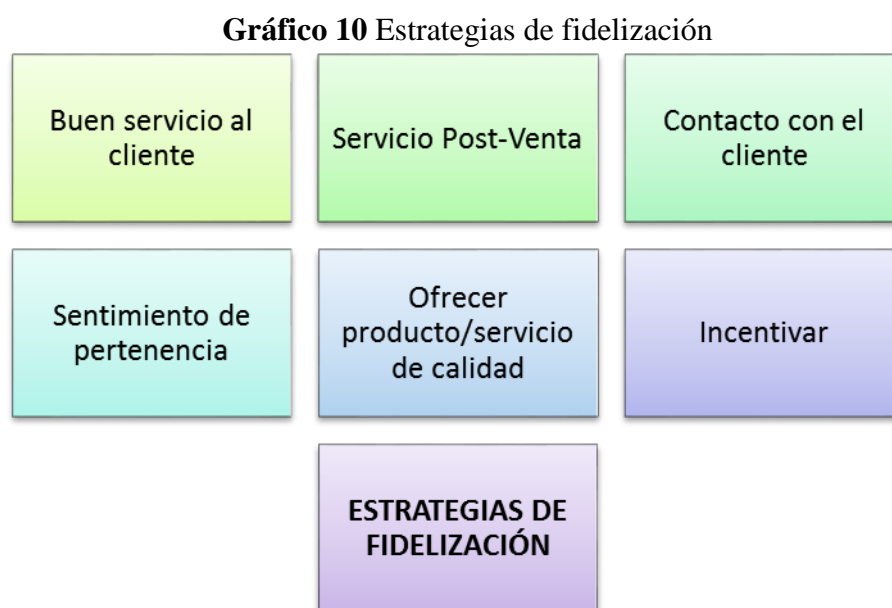 Gráfico 10 Estrategias de fidelización
Buen servicio al
cliente
Servicio Post-Venta
Contacto con el
cliente
Sentimiento de
pertenencia
Ofrecer
producto/servicio
de calidad
Incentivar
ESTRATEGIAS DE
FIDELIZACIÓN